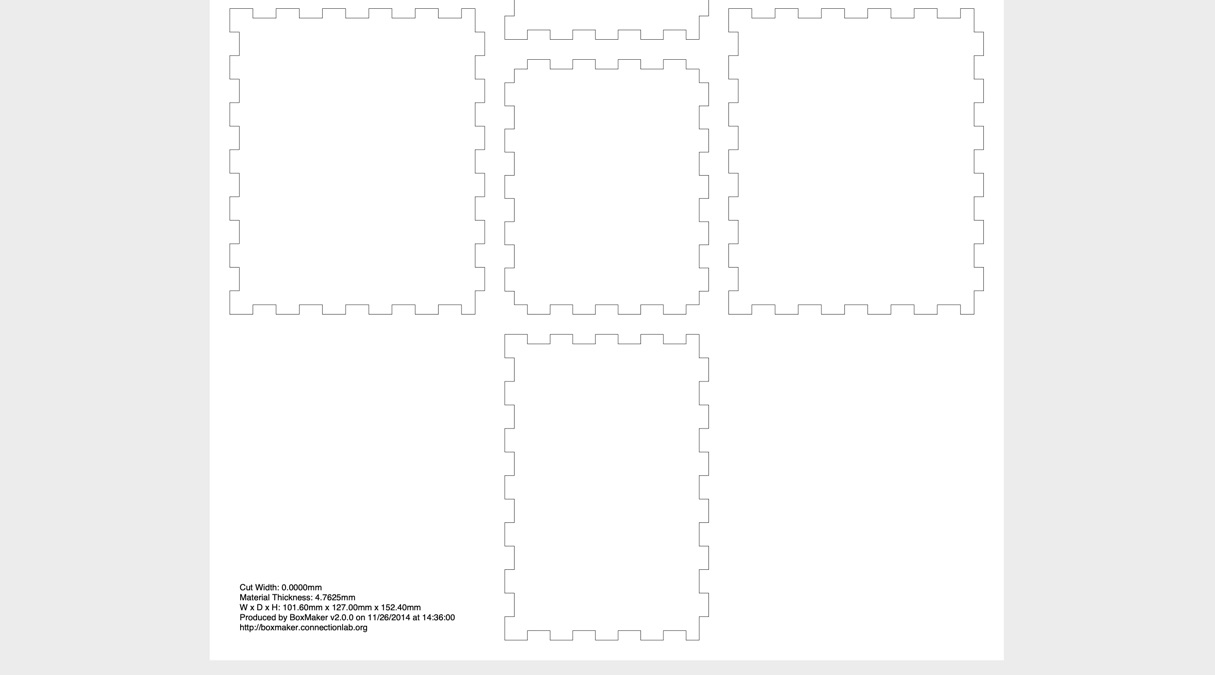 Cut Width: 0.0000mm
Material Thickness: 4.7625mm
W x D x H: 101.60mm x 127.00mm x 152.40mm
Produced by BoxMaker v2.0.0 on 11/26/2014 at 14:36:00
http://boxmaker.connectionlab.org